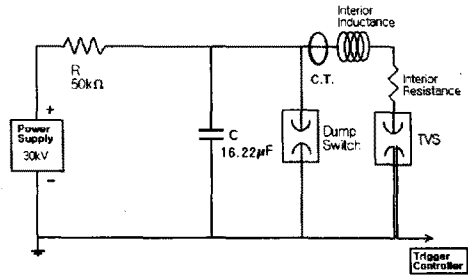 Interior
Inductance
R
50kΩ
C.T.
Interior
Resistance
+
Power
Supply
30kV
−
C
16.22μF
Dump
Switch
TVS
Trigger
Controller